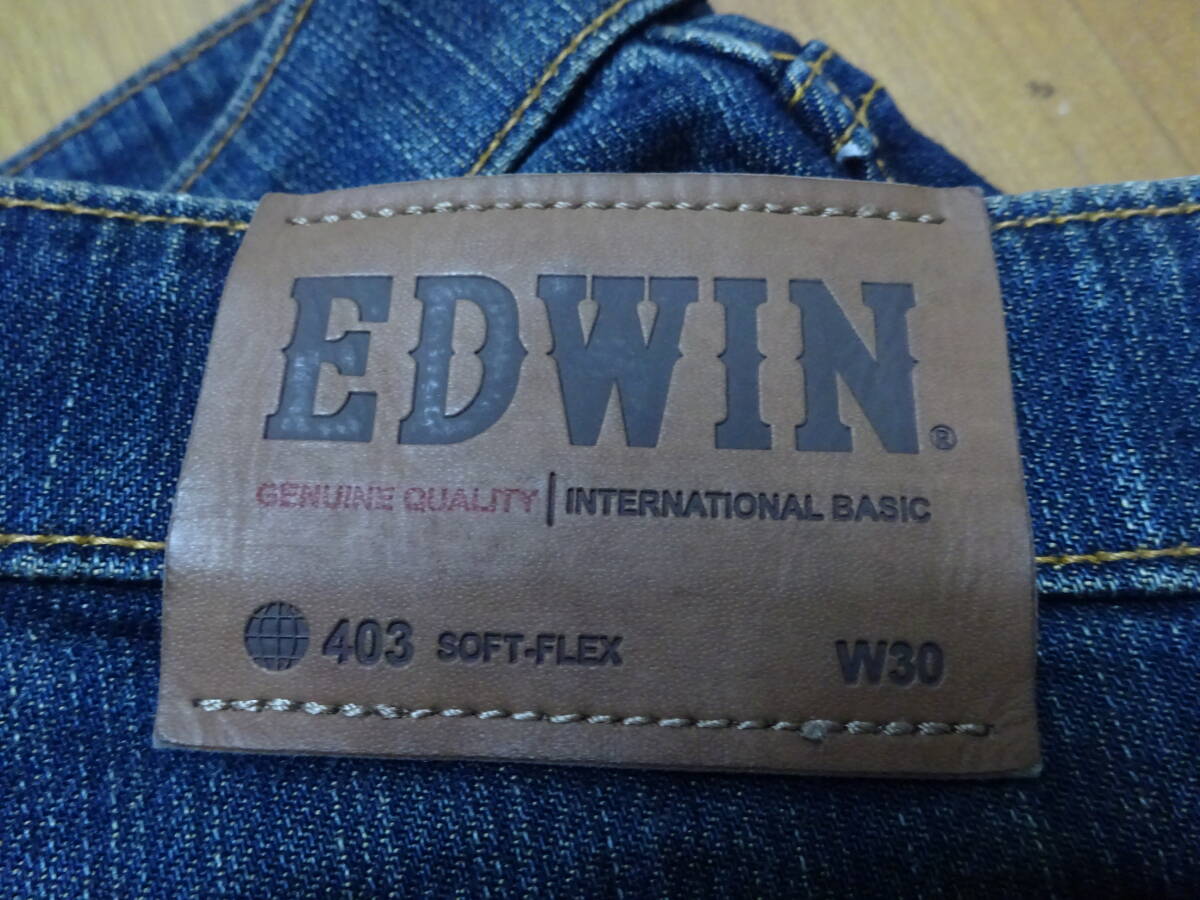 EDWIN®
GENUINE QUALITY | INTERNATIONAL BASIC
403 SOFT-FLEX W30